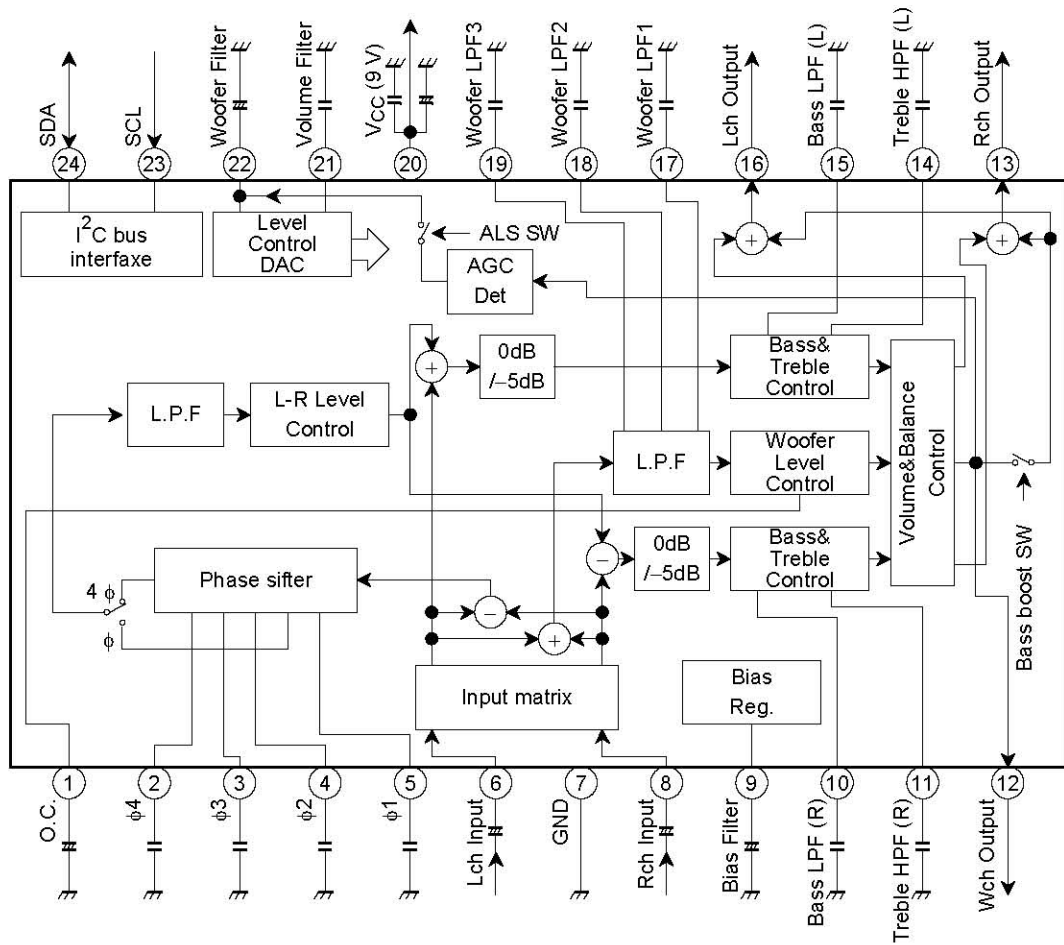 SDA
SCL
Woofer Filter
Volume Filter
VCC (9 V)
Woofer LPF3
Woofer LPF2
Woofer LPF1
Lch Output
Bass LPF (L)
Treble HPF (L)
Rch Output
24
23
22
21
20
19
18
17
16
15
14
13
I²C bus
interfaxe
Level
Control
DAC
ALS SW
AGC
Det
+
+
L.P.F
L-R Level
Control
+
0dB
/−5dB
Bass&
Treble
Control
L.P.F
Woofer
Level
Control
Volume&Balance
Control
−
0dB
/−5dB
Bass&
Treble
Control
Bass boost SW
4 ϕ
ϕ
Phase sifter
−
+
Input matrix
Bias
Reg.
1
2
3
4
5
6
7
8
9
10
11
12
O.C.
ϕ4
ϕ3
ϕ2
ϕ1
Lch Input
GND
Rch Input
Bias Filter
Bass LPF (R)
Treble HPF (R)
Wch Output